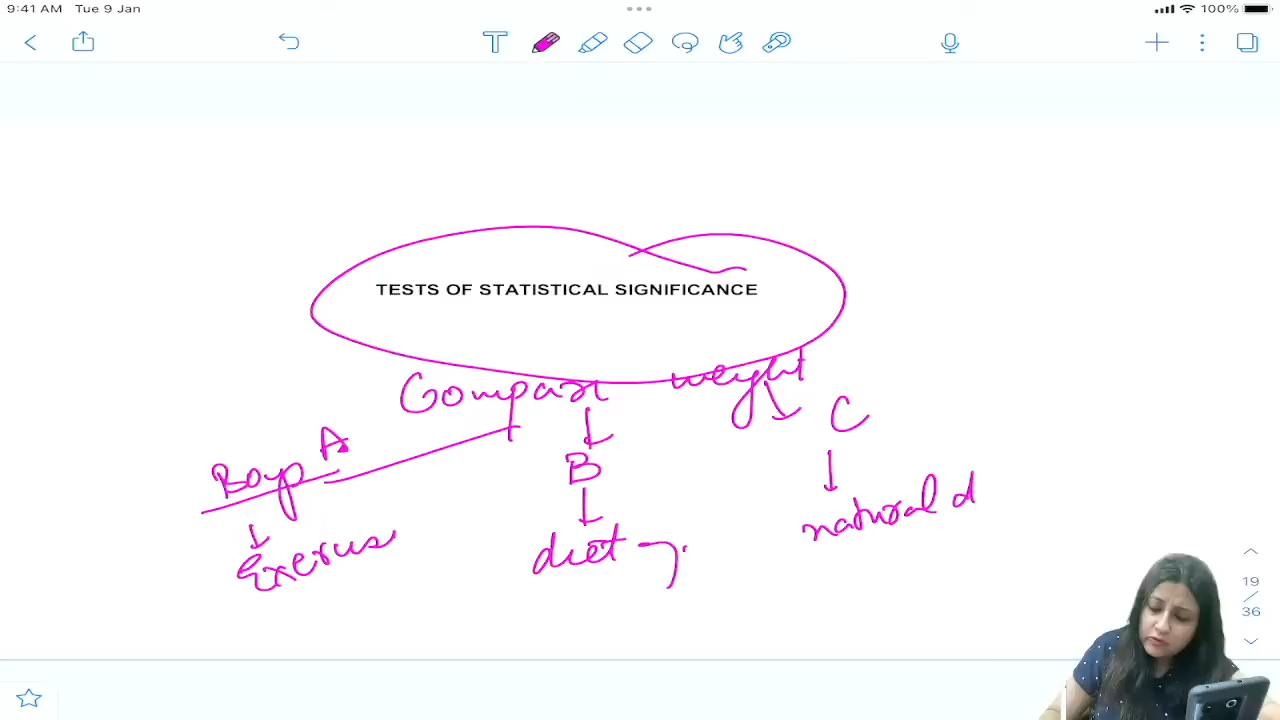 9:41 AM Tue 9 Jan
100%
TESTS OF STATISTICAL SIGNIFICANCE
Compare weight
A B C
Boys
Exercise diet natural d
19
36